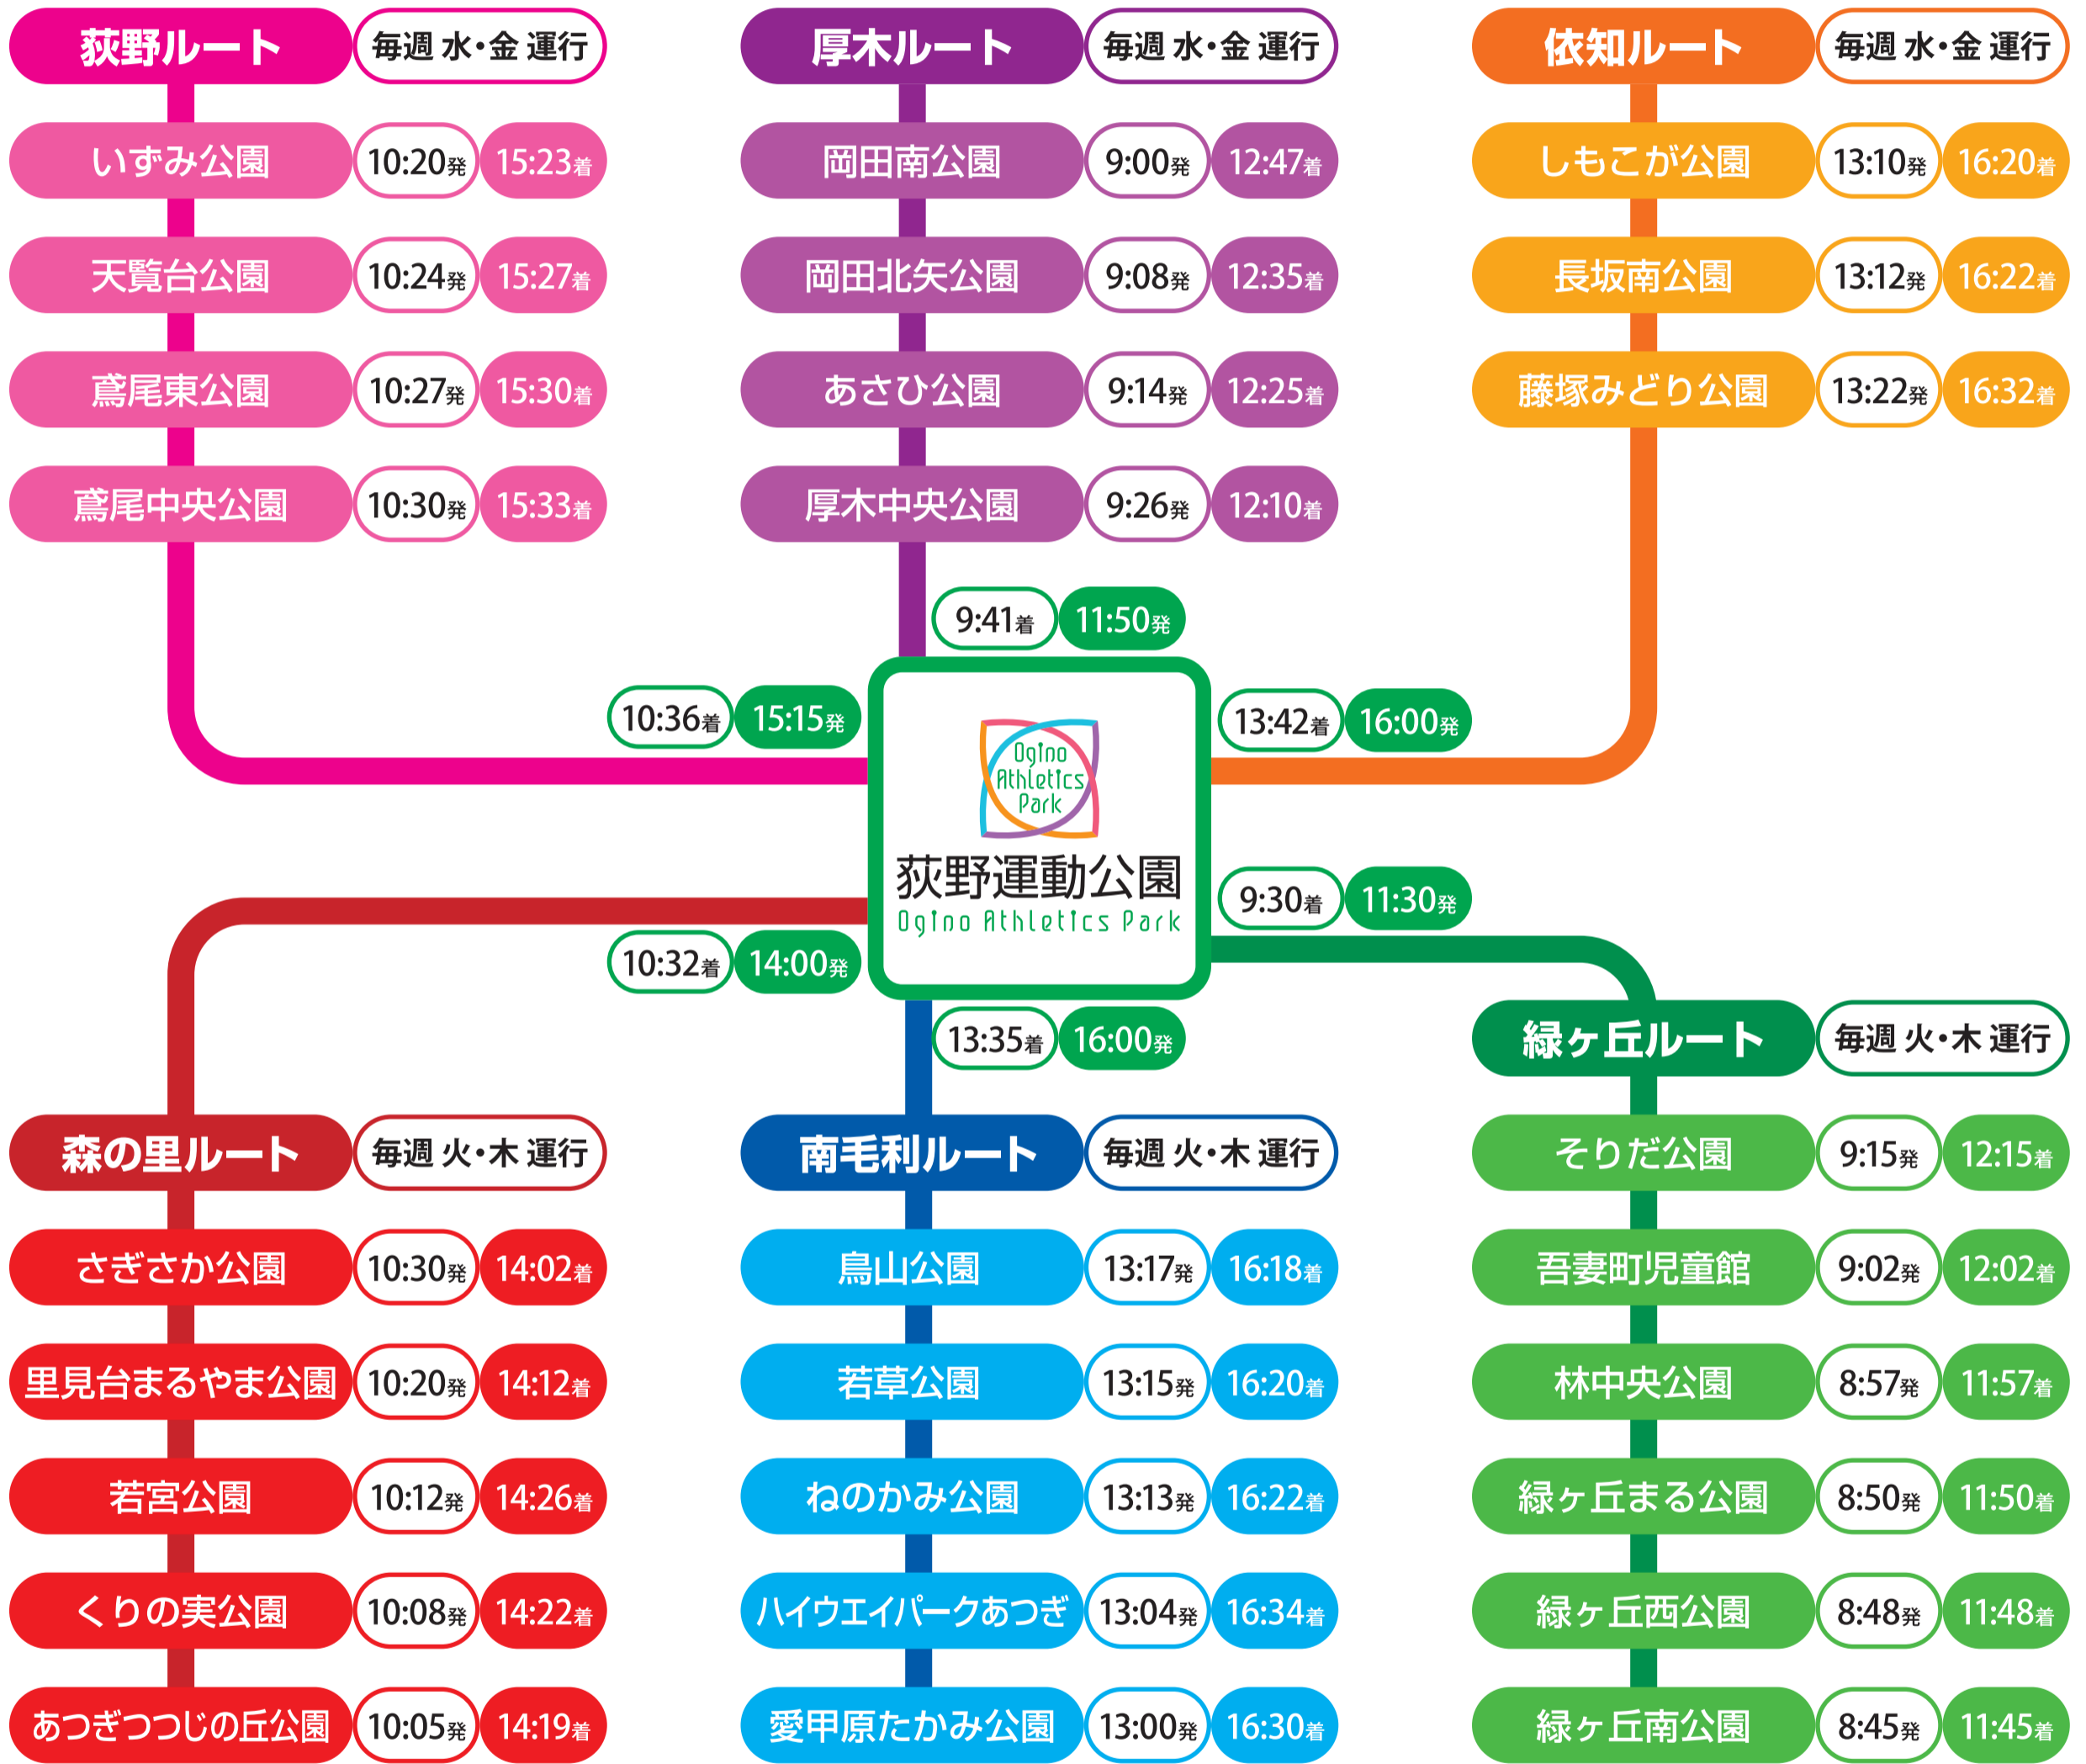 荻野ルート 毎週 水・金 運行
いずみ公園 10:20発 15:23着
天覧台公園 10:24発 15:27着
鳶尾東公園 10:27発 15:30着
鳶尾中央公園 10:30発 15:33着
10:36着 15:15発
厚木ルート 毎週 水・金 運行
岡田南公園 9:00発 12:47着
岡田北矢公園 9:08発 12:35着
あさひ公園 9:14発 12:25着
厚木中央公園 9:26発 12:10着
9:41着 11:50発
依知ルート 毎週 水・金 運行
しもこが公園 13:10発 16:20着
長坂南公園 13:12発 16:22着
藤塚みどり公園 13:22発 16:32着
13:42着 16:00発
Ogino
Athletics
Park
荻野運動公園
Ogino Athletics Park
10:32着 14:00発
森の里ルート 毎週 火・木 運行
さぎさか公園 10:30発 14:02着
里見台まるやま公園 10:20発 14:12着
若宮公園 10:12発 14:26着
くりの実公園 10:08発 14:22着
あつぎつつじの丘公園 10:05発 14:19着
13:35着 16:00発
南毛利ルート 毎週 火・木 運行
鳥山公園 13:17発 16:18着
若草公園 13:15発 16:20着
ねのかみ公園 13:13発 16:22着
ハイウエイパークあつぎ 13:04発 16:34着
愛甲原たかみ公園 13:00発 16:30着
9:30着 11:30発
緑ヶ丘ルート 毎週 火・木 運行
そりだ公園 9:15発 12:15着
吾妻町児童館 9:02発 12:02着
林中央公園 8:57発 11:57着
緑ヶ丘まる公園 8:50発 11:50着
緑ヶ丘西公園 8:48発 11:48着
緑ヶ丘南公園 8:45発 11:45着